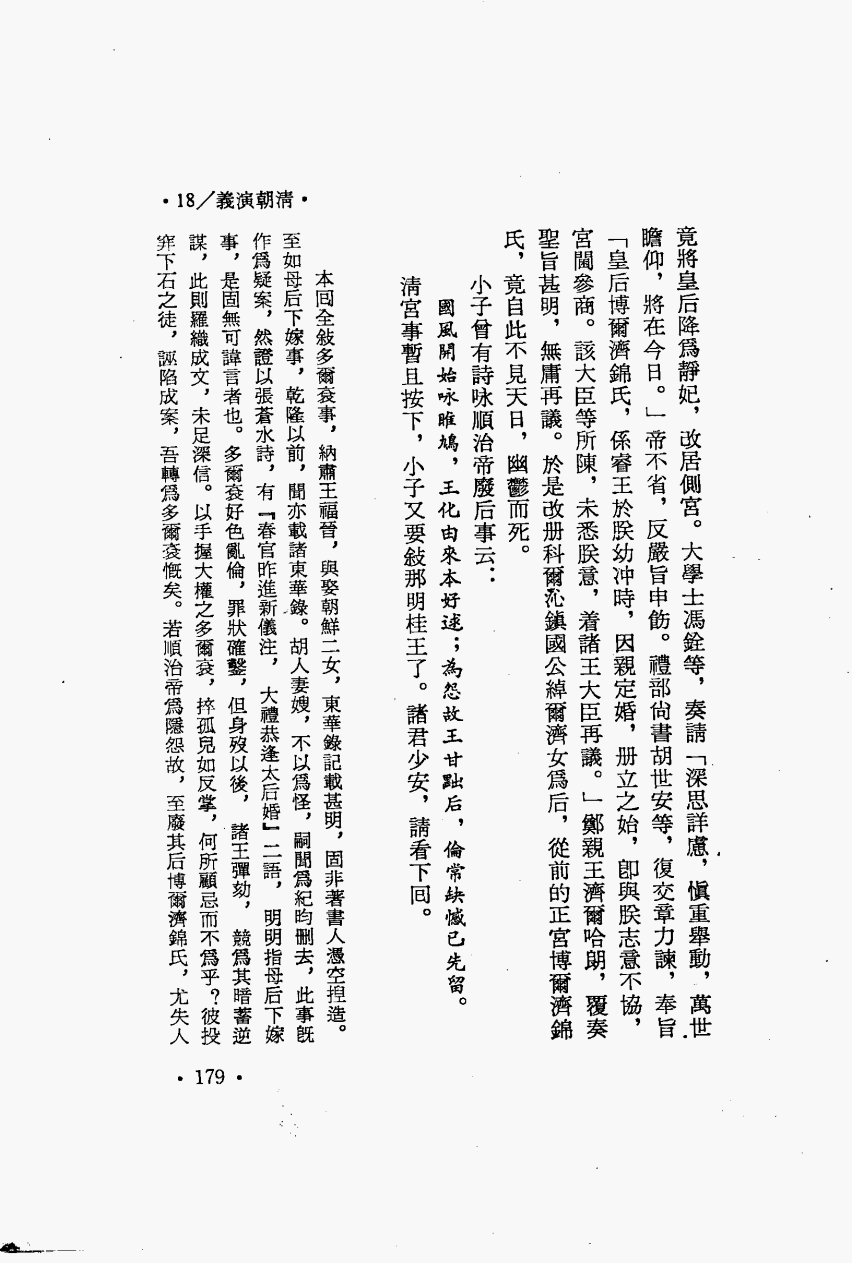 竟將皇后降爲靜妃，改居側宮。大學士馮銓等，奏請「深思詳慮，愼重舉動，萬世
瞻仰，將在今日。」帝不省，反嚴旨申飭。禮部尙書胡世安等，復交章力諫，奉旨
「皇后博爾濟錦氏，係睿王於朕幼冲時，因親定婚，册立之始，卽與朕志意不協，
宮閫參商。該大臣等所陳，未悉朕意，着諸王大臣再議。」鄭親王濟爾哈朗，覆奏
聖旨甚明，無庸再議。於是改册科爾沁鎭國公綽爾濟女爲后，從前的正宮博爾濟錦
氏，竟自此不見天日，幽鬱而死。
小子曾有詩咏順治帝廢后事云：
國風開始咏雎鳩，王化由來本好逑；為怨故王甘黜后，倫常缺憾已先留。
清宮事暫且按下，小子又要敍那明桂王了。諸君少安，請看下回。
本回全敍多爾袞事，納肅王福晉，與娶朝鮮二女，東華錄記載甚明，固非著書人憑空揑造。
至如母后下嫁事，乾隆以前，聞亦載諸東華錄。胡人妻嫂，不以爲怪，嗣聞爲紀昀删去，此事旣
作爲疑案，然證以張蒼水詩，有『春官昨進新儀注，大禮恭逢太后婚』二語，明明指母后下嫁
事，是固無可諱言者也。多爾袞好色亂倫，罪狀確鑿，但身歿以後，諸王彈劾，競爲其暗蓄逆
謀，此則羅織成文，未足深信。以手握大權之多爾袞，捽孤兒如反掌，何所顧忌而不爲乎？彼投
穽下石之徒，誣陷成案，吾轉爲多爾袞慨矣。若順治帝爲隱怨故，至廢其后博爾濟錦氏，尤失人
•18／義演朝清•
•179•